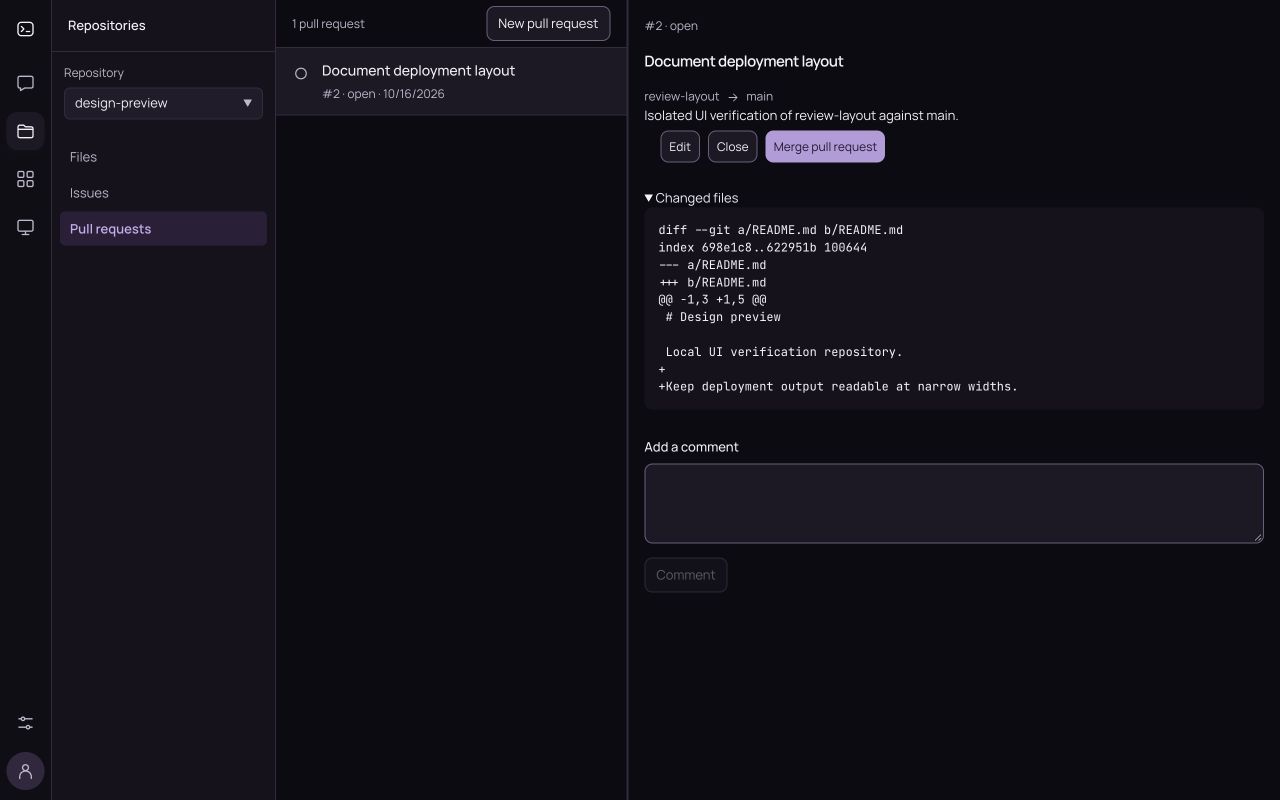 Repositories
Repository
design-preview
Files
Issues
Pull requests
1 pull request
New pull request
Document deployment layout
#2 · open · 10/16/2026
#2 · open
Document deployment layout
review-layout → main
Isolated UI verification of review-layout against main.
Edit
Close
Merge pull request
Changed files
diff --git a/README.md b/README.md
index 698e1c8..622951b 100644
--- a/README.md
+++ b/README.md
@@ -1,3 +1,5 @@
# Design preview
Local UI verification repository.
+
+Keep deployment output readable at narrow widths.
Add a comment
Comment